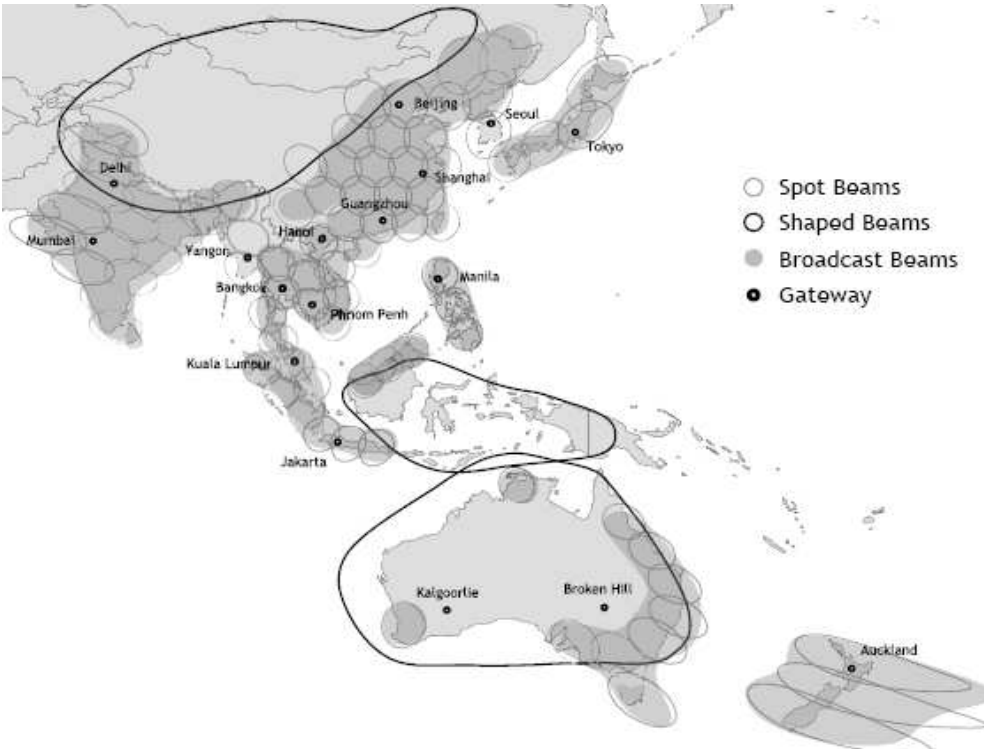 Beijing
Seoul
Tokyo
Delhi
Shanghai
Guangzhou
Mumbai
Hanoi
Yangon
Manila
Bangkok
Phnom Penh
Kuala Lumpur
Jakarta
Kalgoorlie
Broken Hill
Auckland
Spot Beams
Shaped Beams
Broadcast Beams
Gateway